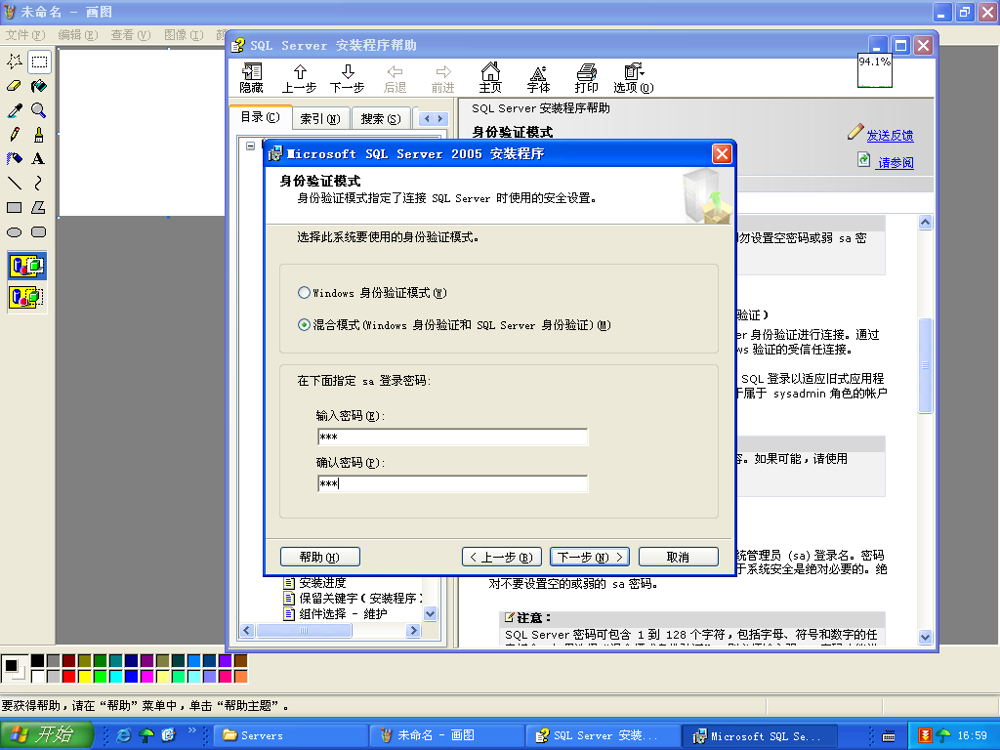 未命名 - 画图
文件(F) 编辑(E) 查看(V) 图像(I) 颜
SQL Server 安装程序帮助
94.1%
隐藏 上一步 下一步 后退 前进 主页 字体 打印 选项(O)
目录(C) 索引(N) 搜索(S)
SQL Server 安装程序帮助
身份验证模式
发送反馈
请参阅
Microsoft SQL Server 2005 安装程序
身份验证模式
身份验证模式指定了连接 SQL Server 时使用的安全设置。
选择此系统要使用的身份验证模式。
Windows 身份验证模式(W)
混合模式(Windows 身份验证和 SQL Server 身份验证)(M)
在下面指定 sa 登录密码:
输入密码(E):
***
确认密码(P):
***
帮助(H) < 上一步(B) 下一步(N) > 取消
勿设置空密码或弱 sa 密
验证)
er 身份验证进行连接。通过
ws 验证的受信任连接。
SQL 登录以适应旧式应用程
于属于 sysadmin 角色的帐户
容。如果可能，请使用
统管理员 (sa) 登录名。密码
于系统安全是绝对必要的。绝
对不要设置空的或弱的 sa 密码。
注意：
SQL Server 密码可包含 1 到 128 个字符，包括字母、符号和数字的任
安装进度
保留关键字(安装程序)
组件选择 - 维护
要获得帮助，请在“帮助”菜单中，单击“帮助主题”。
开始
Servers
未命名 - 画图
SQL Server 安装...
Microsoft SQL Se...
16:59